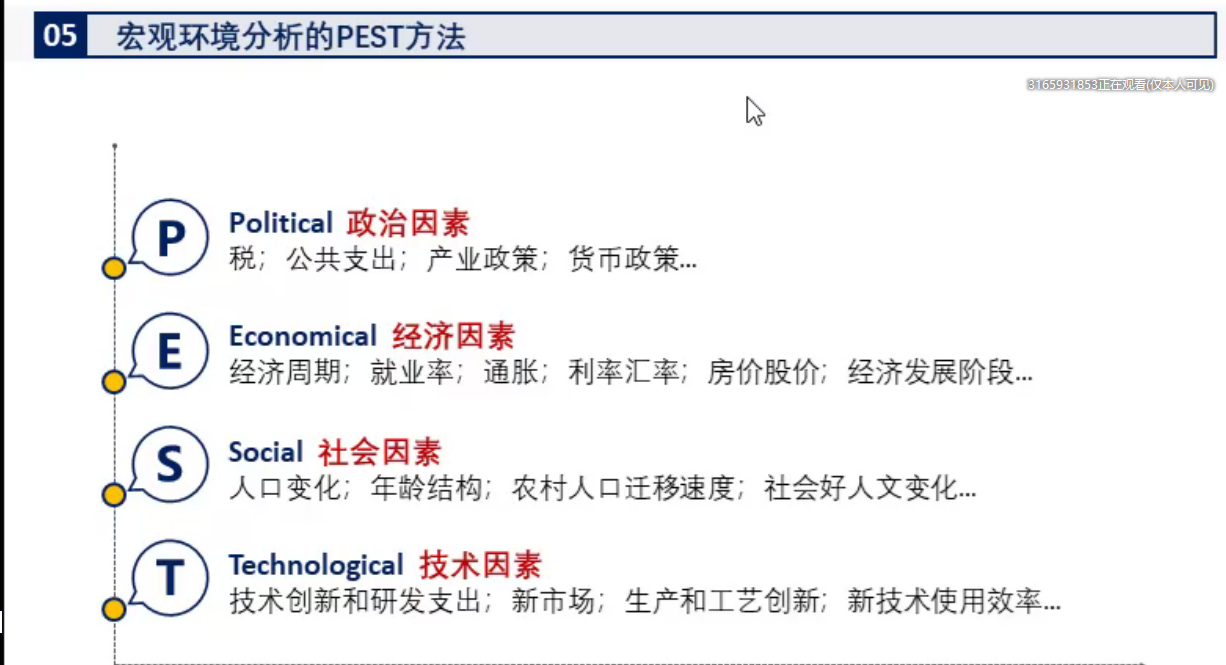 05 宏观环境分析的PEST方法
3165931853正在观看(仅本人可见)
P
Political 政治因素
税；公共支出；产业政策；货币政策...
E
Economical 经济因素
经济周期；就业率；通胀；利率汇率；房价股价；经济发展阶段...
S
Social 社会因素
人口变化；年龄结构；农村人口迁移速度；社会好人文变化...
T
Technological 技术因素
技术创新和研发支出；新市场；生产和工艺创新；新技术使用效率...